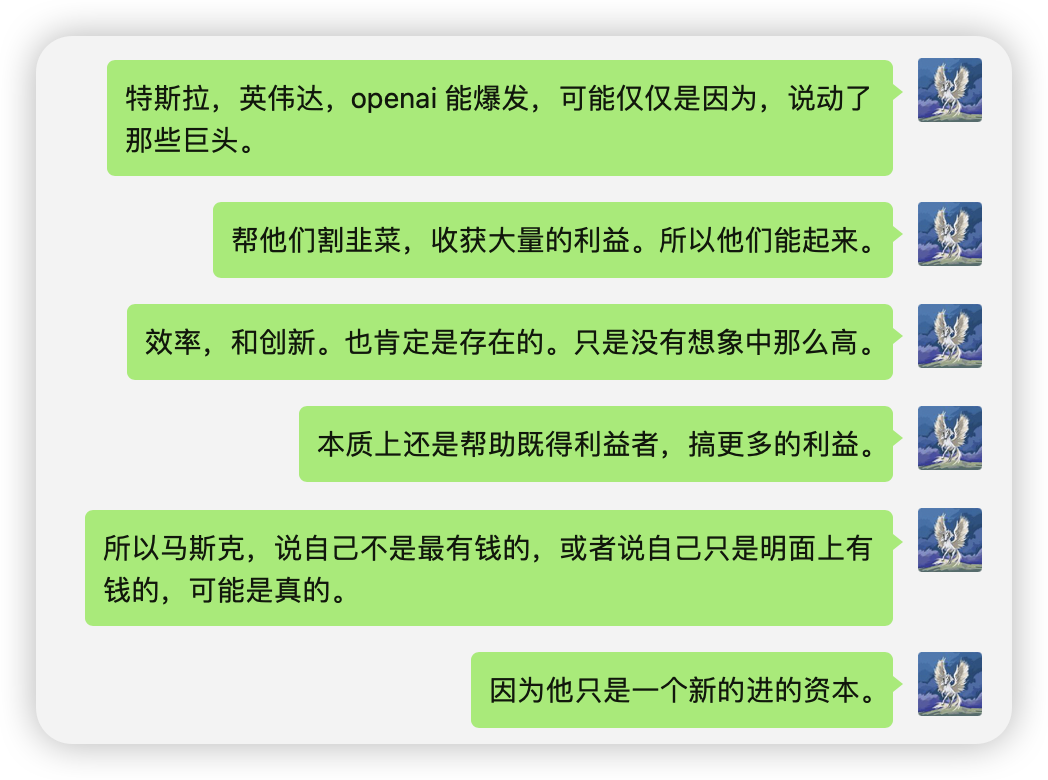 特斯拉，英伟达，openai 能爆发，可能仅仅是因为，说动了
那些巨头。
帮他们割韭菜，收获大量的利益。所以他们能起来。
效率，和创新。也肯定是存在的。只是没有想象中那么高。
本质上还是帮助既得利益者，搞更多的利益。
所以马斯克，说自己不是最有钱的，或者说自己只是明面上有
钱的，可能是真的。
因为他只是一个新的进的资本。